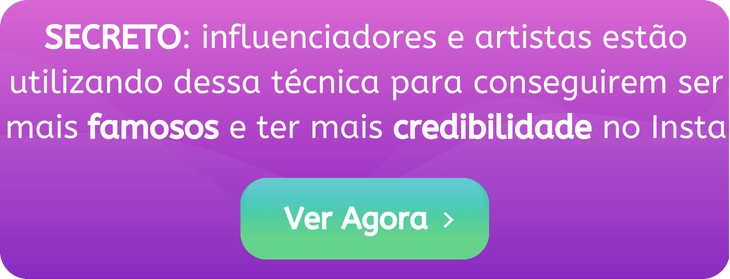 SECRETO: influenciadores e artistas estão
utilizando dessa técnica para conseguirem ser
mais famosos e ter mais credibilidade no Insta
Ver Agora >